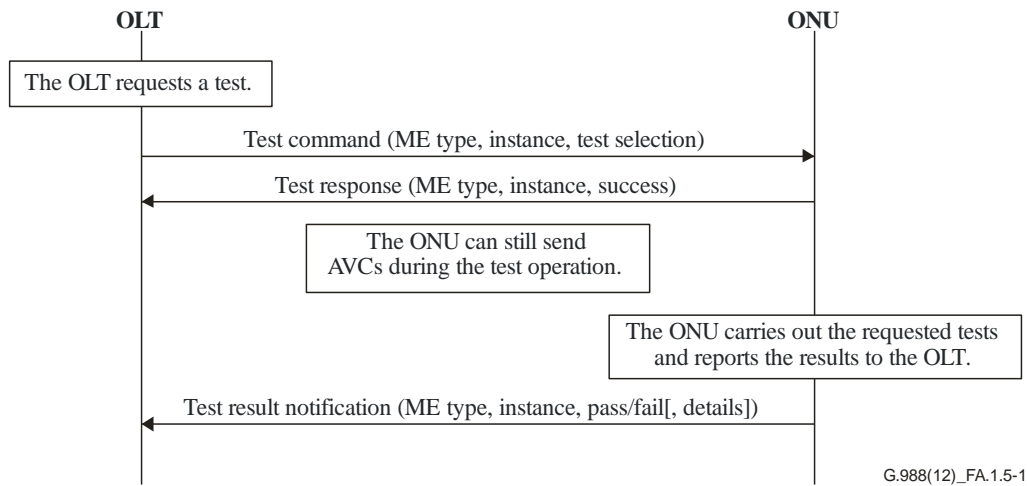 OLT
ONU
The OLT requests a test.
Test command (ME type, instance, test selection)
Test response (ME type, instance, success)
The ONU can still send
AVCs during the test operation.
The ONU carries out the requested tests
and reports the results to the OLT.
Test result notification (ME type, instance, pass/fail[, details])
G.988(12)_FA.1.5-1